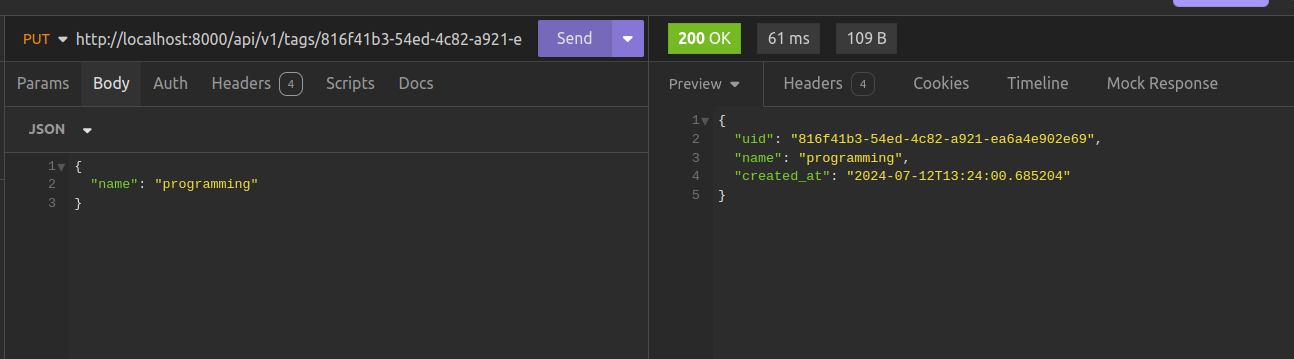 PUT http://localhost:8000/api/v1/tags/816f41b3-54ed-4c82-a921-e Send
Params Body Auth Headers 4 Scripts Docs
JSON
1 {
2 "name": "programming"
3 }
200 OK 61 ms 109 B
Preview Headers 4 Cookies Timeline Mock Response
1 {
2 "uid": "816f41b3-54ed-4c82-a921-ea6a4e902e69",
3 "name": "programming",
4 "created_at": "2024-07-12T13:24:00.685204"
5 }